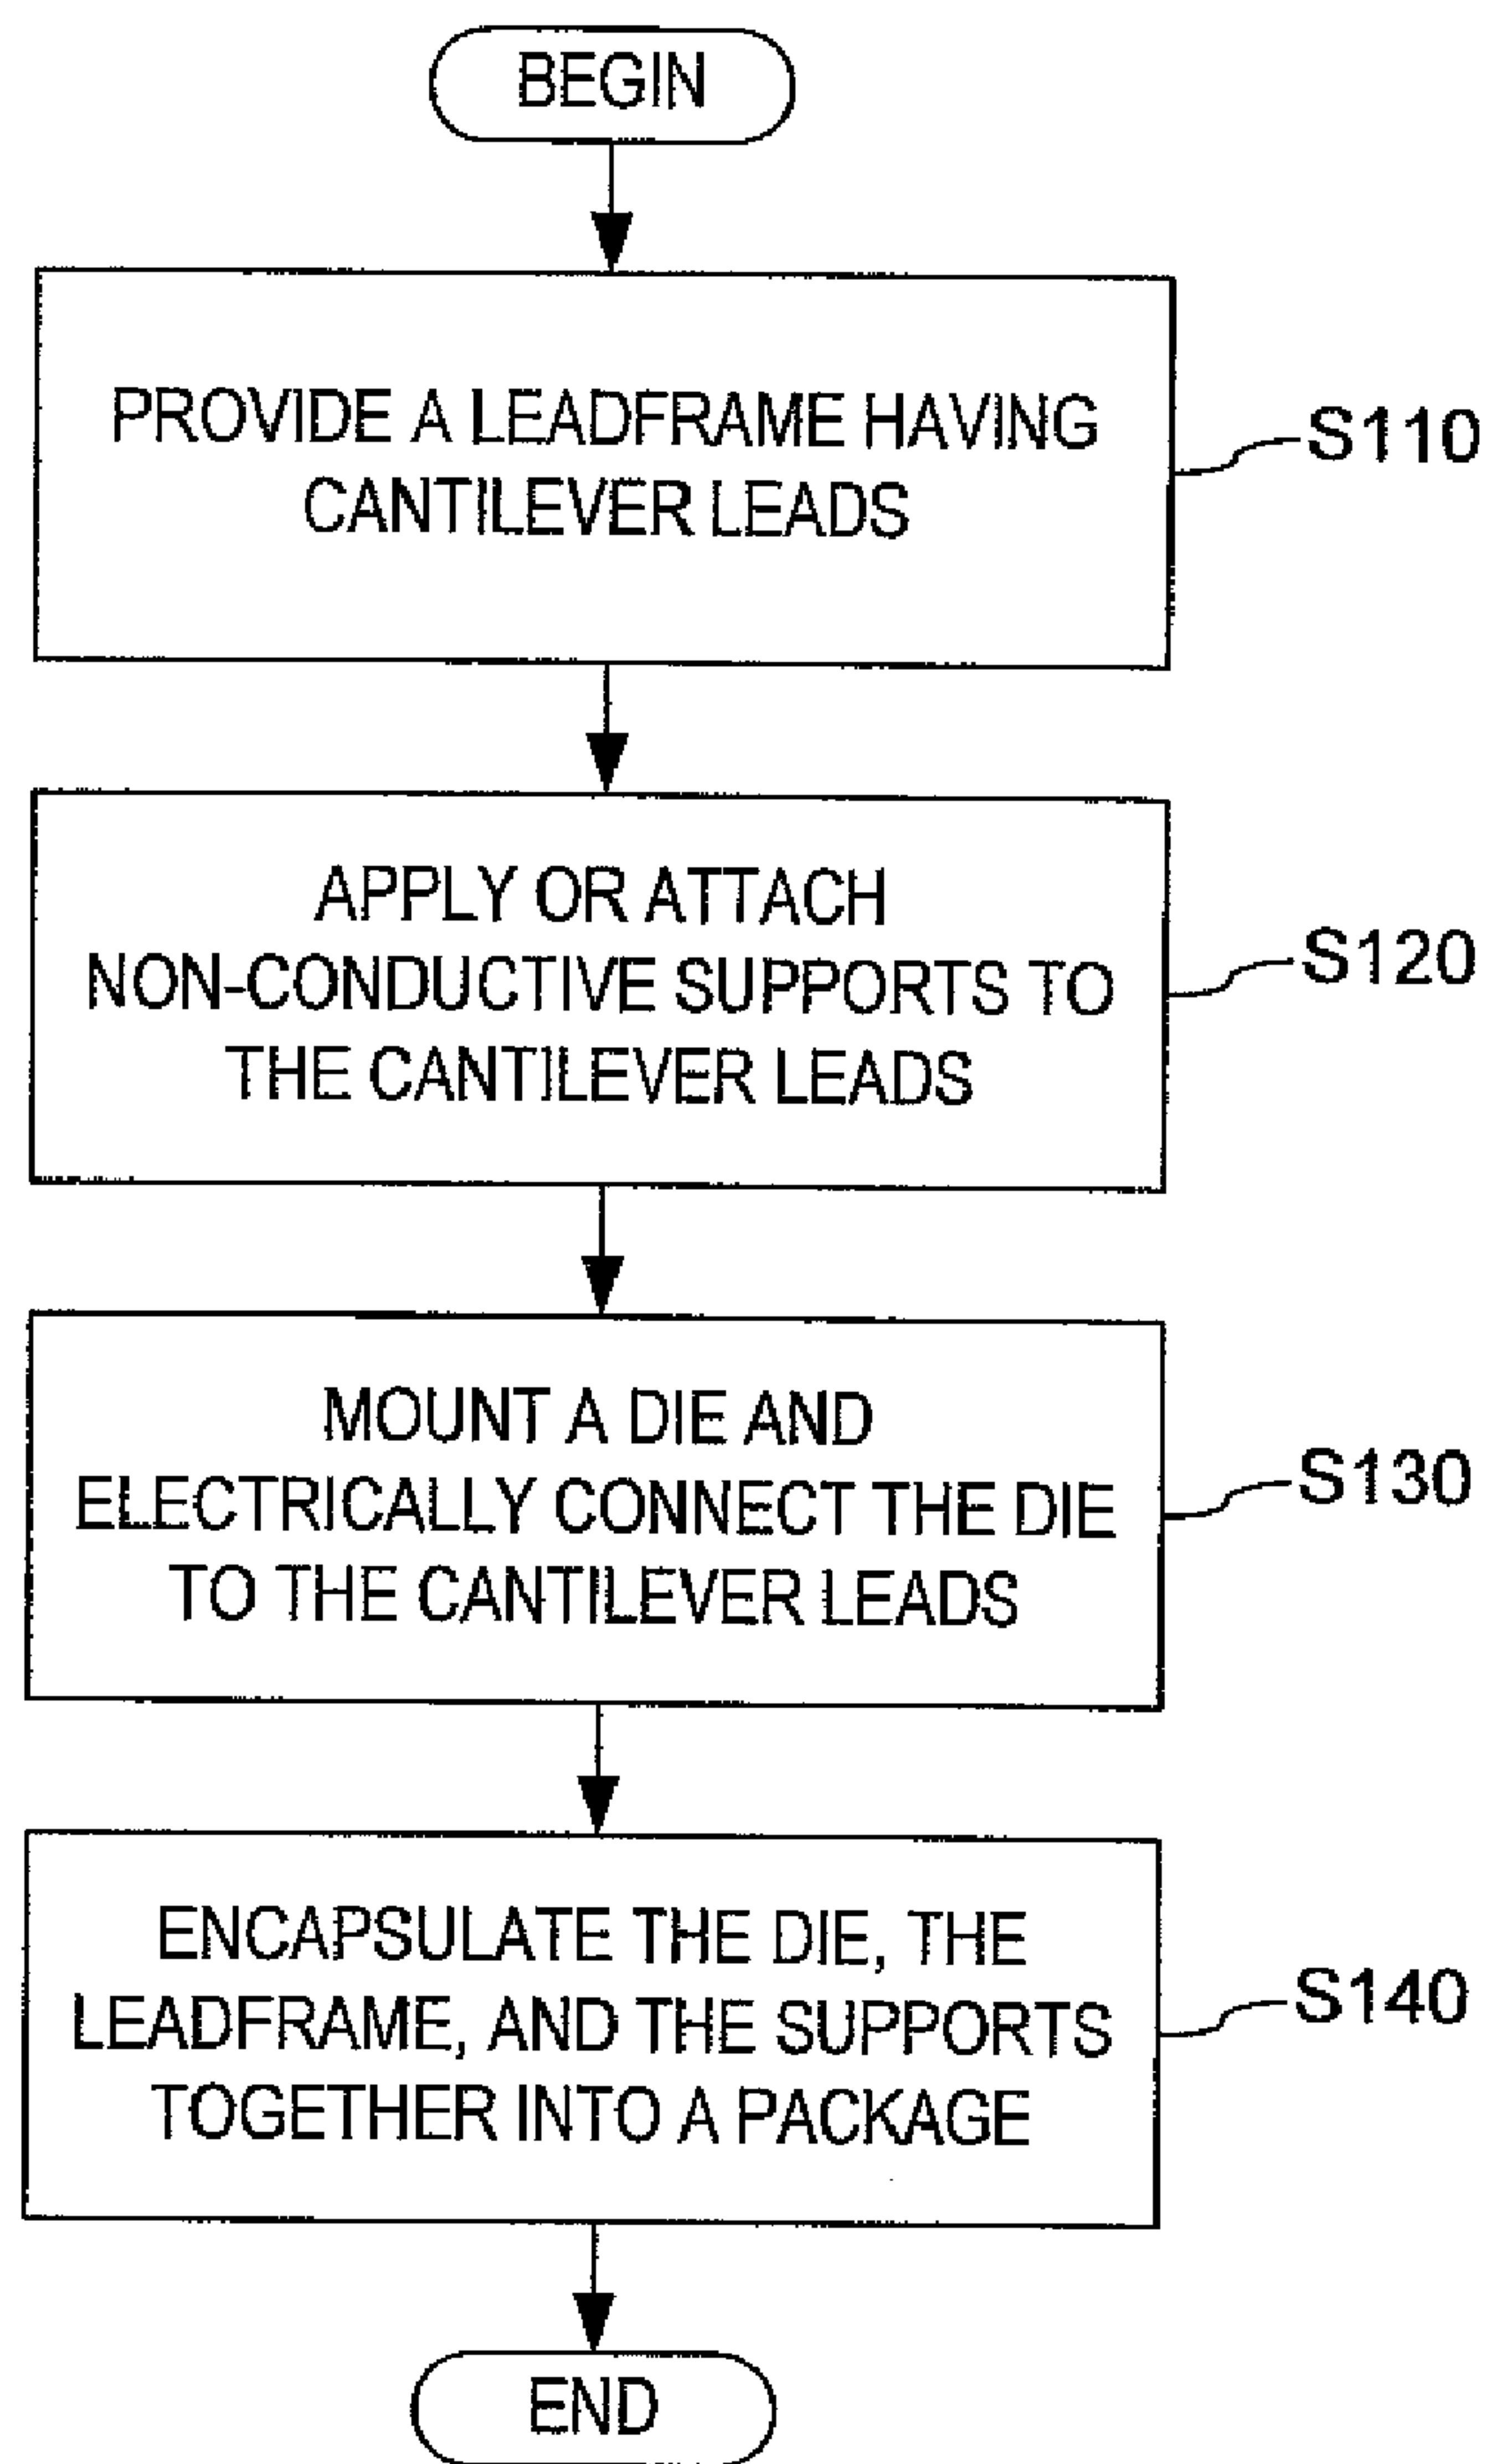 BEGIN
PROVIDE A LEADFRAME HAVING
CANTILEVER LEADS
S110
APPLY OR ATTACH
NON-CONDUCTIVE SUPPORTS TO
THE CANTILEVER LEADS
S120
MOUNT A DIE AND
ELECTRICALLY CONNECT THE DIE
TO THE CANTILEVER LEADS
S130
ENCAPSULATE THE DIE, THE
LEADFRAME, AND THE SUPPORTS
TOGETHER INTO A PACKAGE
S140
END